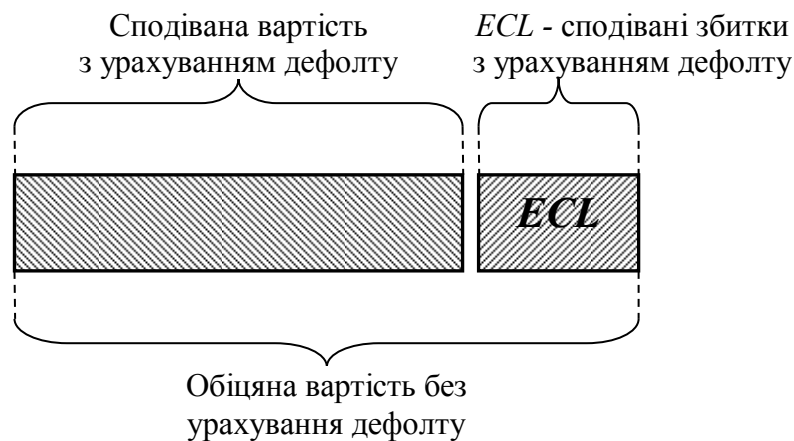 Сподівана вартість
з урахуванням дефолту
ECL - сподівані збитки
з урахуванням дефолту
ECL
Обіцяна вартість без
урахування дефолту